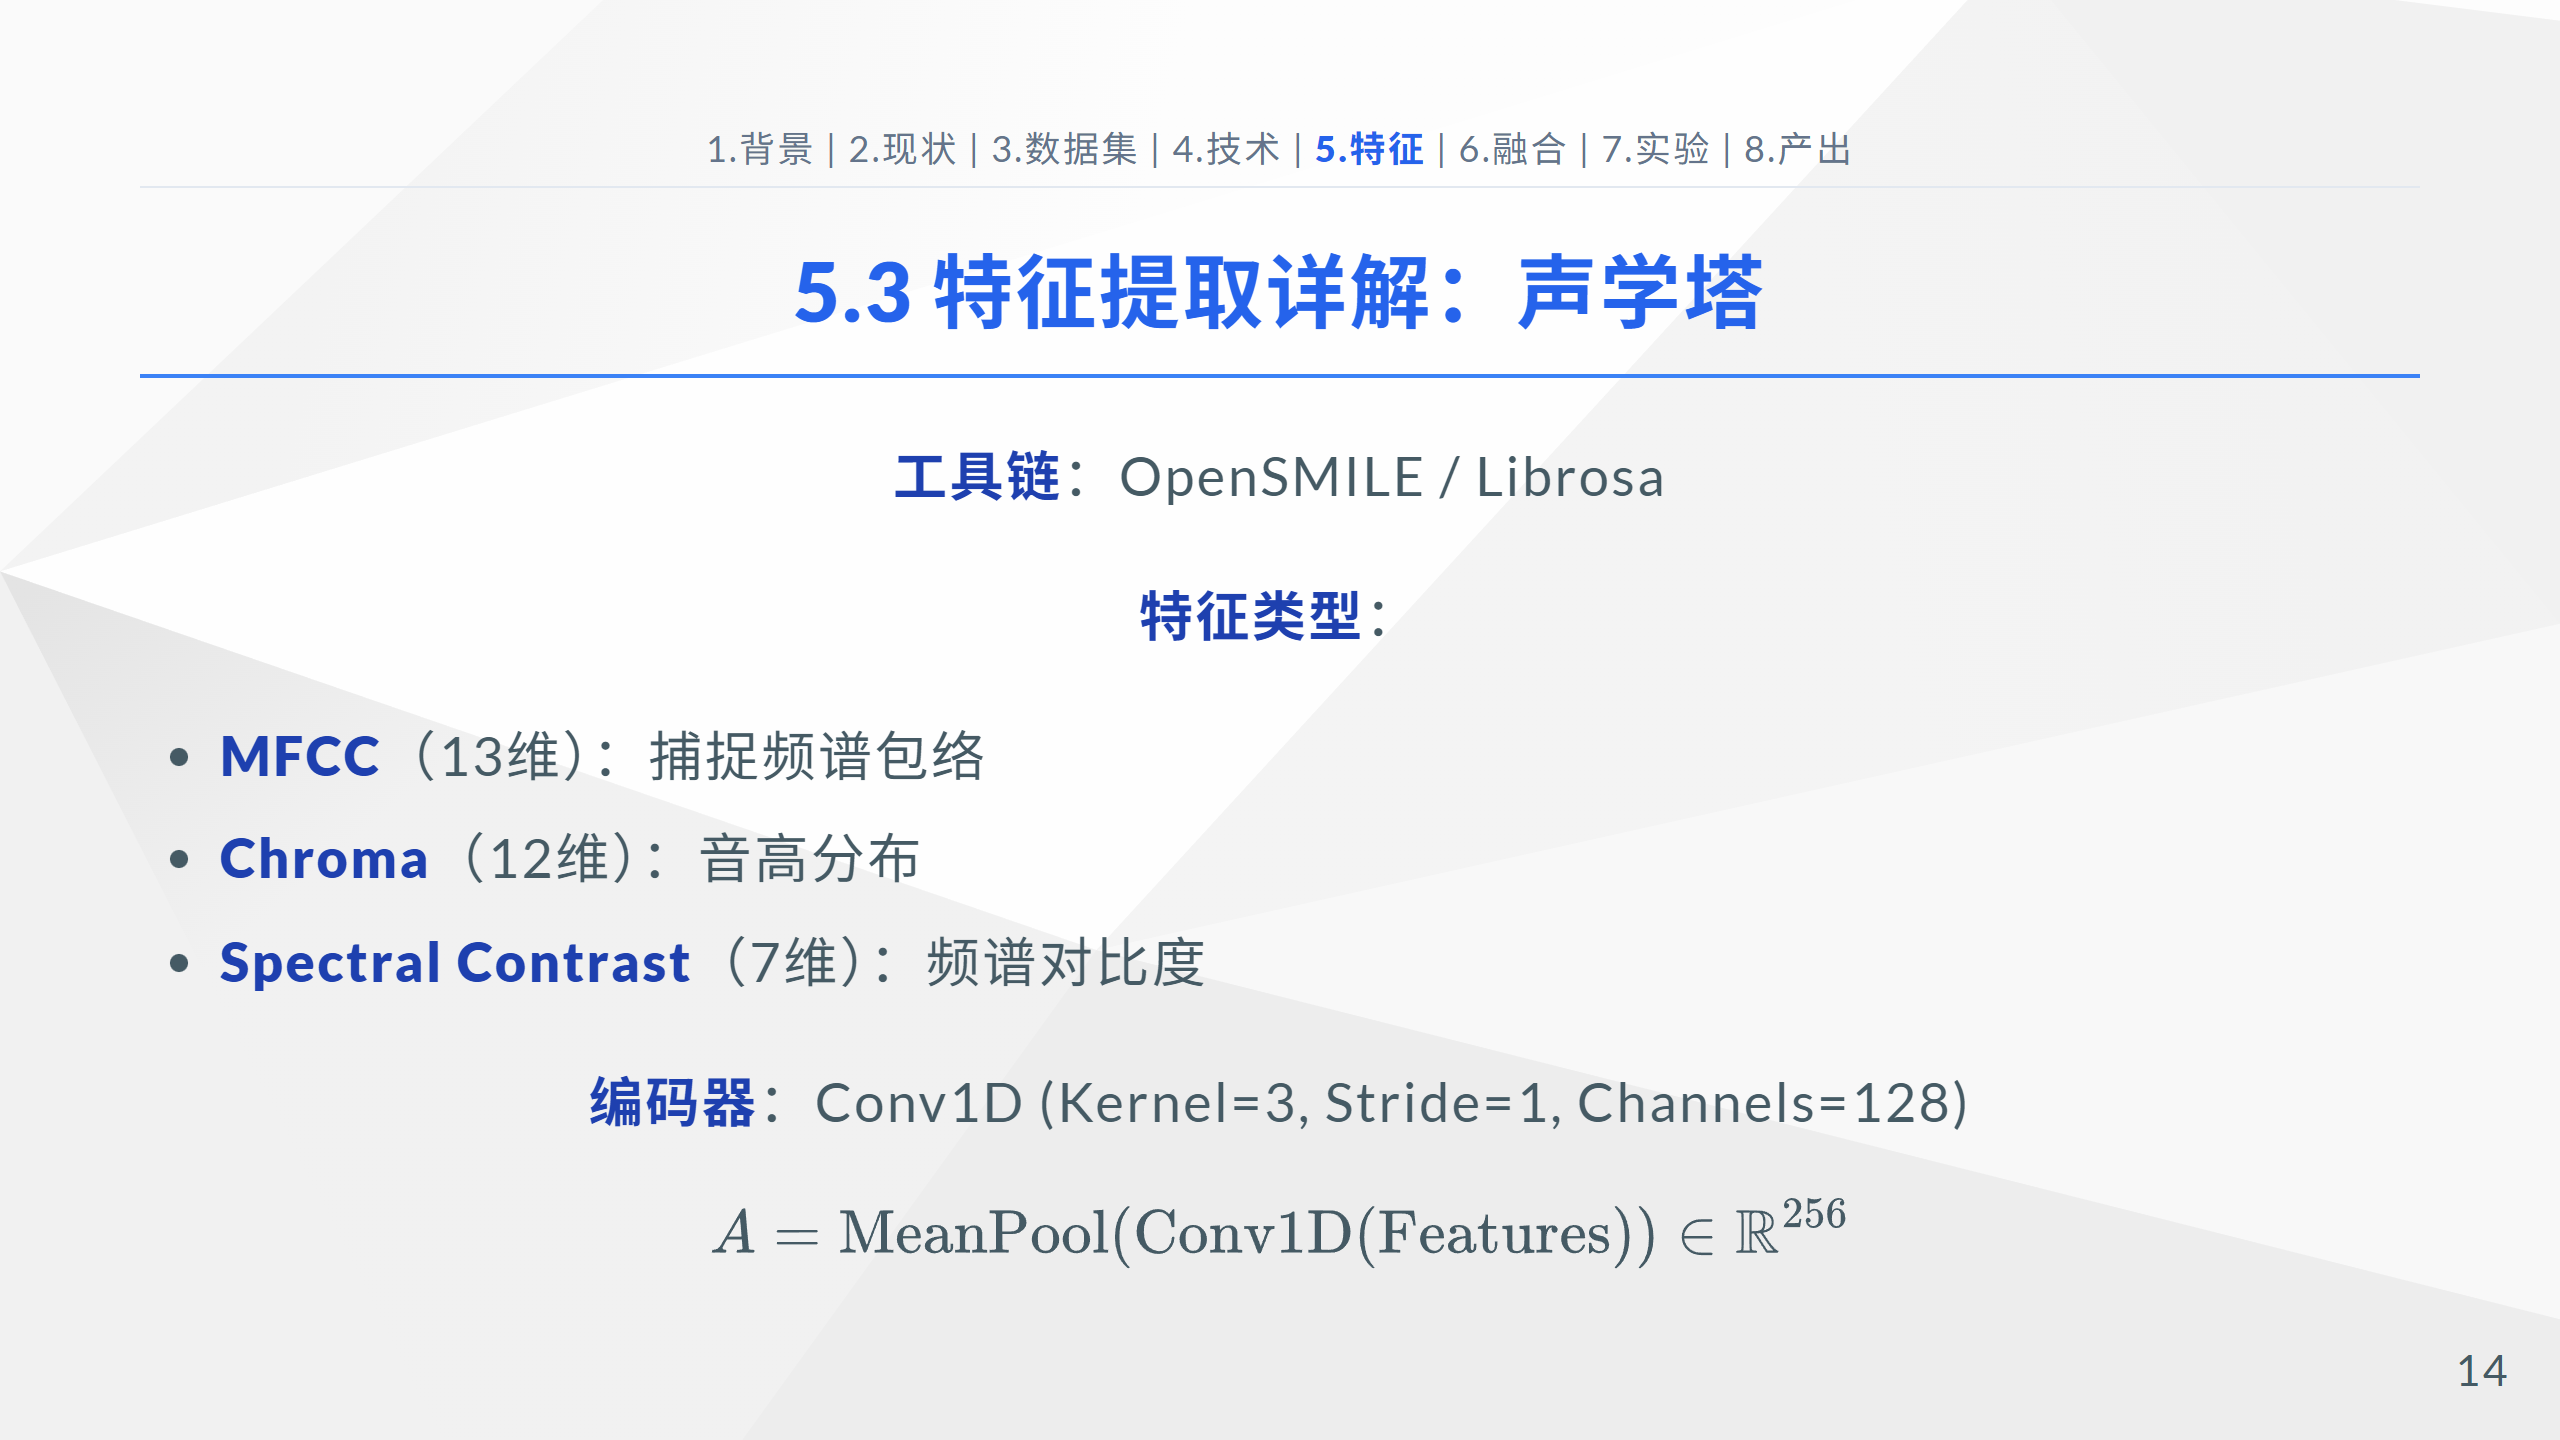 1.背景 | 2.现状 | 3.数据集 | 4.技术 | 5.特征 | 6.融合 | 7.实验 | 8.产出
5.3 特征提取详解：声学塔
工具链：OpenSMILE / Librosa
特征类型：
• MFCC（13维）：捕捉频谱包络
• Chroma（12维）：音高分布
• Spectral Contrast（7维）：频谱对比度
编码器：Conv1D (Kernel=3, Stride=1, Channels=128)
A = MeanPool(Conv1D(Features)) ∈ ℝ²⁵⁶
14